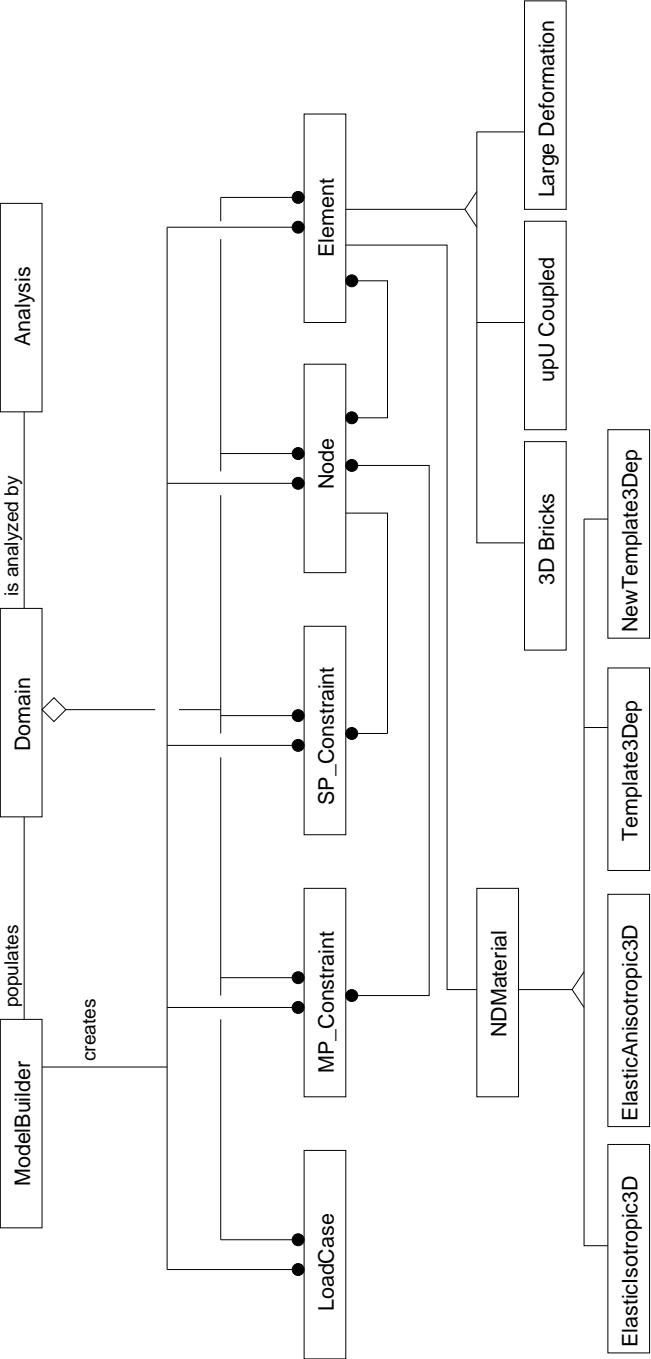 ModelBuilder
populates
Domain
is analyzed by
Analysis
creates
LoadCase
MP_Constraint
SP_Constraint
Node
Element
NDMaterial
3D Bricks
upU Coupled
Large Deformation
ElasticIsotropic3D
ElasticAnisotropic3D
Template3Dep
NewTemplate3Dep